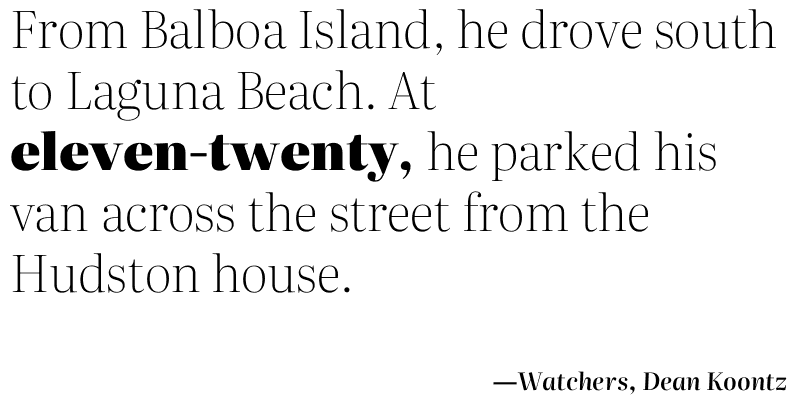 From Balboa Island, he drove south
to Laguna Beach. At
eleven-twenty, he parked his
van across the street from the
Hudston house.
—Watchers, Dean Koontz